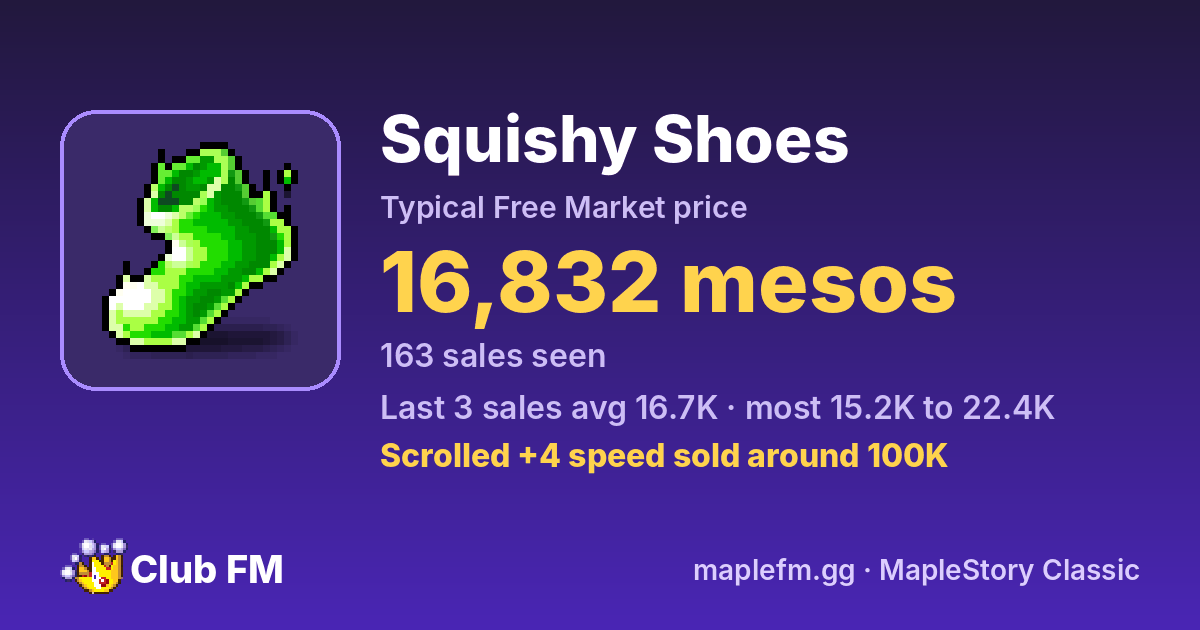 Squishy Shoes
Typical Free Market price
16,832 mesos
163 sales seen
Last 3 sales avg 16.7K · most 15.2K to 22.4K
Scrolled +4 speed sold around 100K
Club FM
maplefm.gg · MapleStory Classic